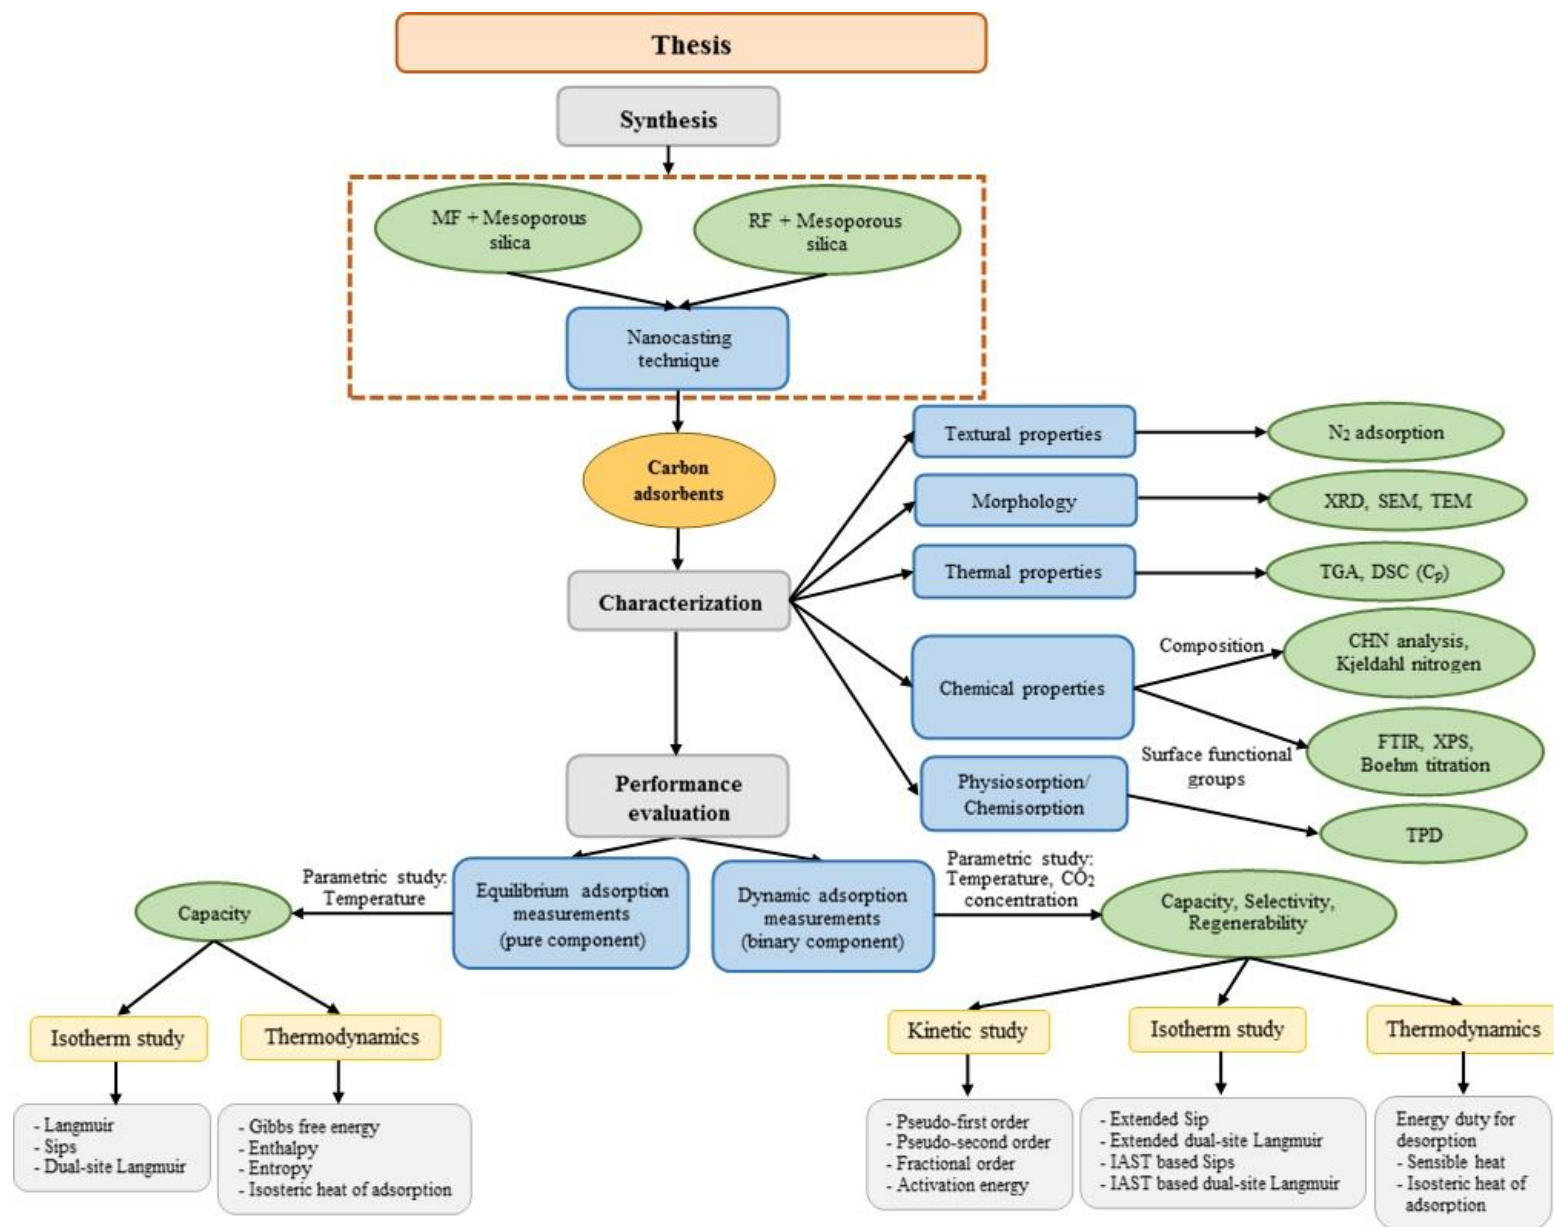 Thesis
Synthesis
MF + Mesoporous
silica
RF + Mesoporous
silica
Nanocasting
technique
Carbon
adsorbents
Textural properties
N₂ adsorption
Morphology
XRD, SEM, TEM
Thermal properties
TGA, DSC (Cₚ)
Characterization
Chemical properties
Composition
CHN analysis,
Kjeldahl nitrogen
Surface functional
groups
FTIR, XPS,
Boehm titration
Physiosorption/
Chemisorption
TPD
Performance
evaluation
Equilibrium adsorption
measurements
(pure component)
Parametric study:
Temperature
Capacity
Dynamic adsorption
measurements
(binary component)
Parametric study:
Temperature, CO₂
concentration
Capacity, Selectivity,
Regenerability
Isotherm study
- Langmuir
- Sips
- Dual-site Langmuir
Thermodynamics
- Gibbs free energy
- Enthalpy
- Entropy
- Isosteric heat of adsorption
Kinetic study
- Pseudo-first order
- Pseudo-second order
- Fractional order
- Activation energy
Isotherm study
- Extended Sip
- Extended dual-site Langmuir
- IAST based Sips
- IAST based dual-site Langmuir
Thermodynamics
Energy duty for
desorption
- Sensible heat
- Isosteric heat of
adsorption